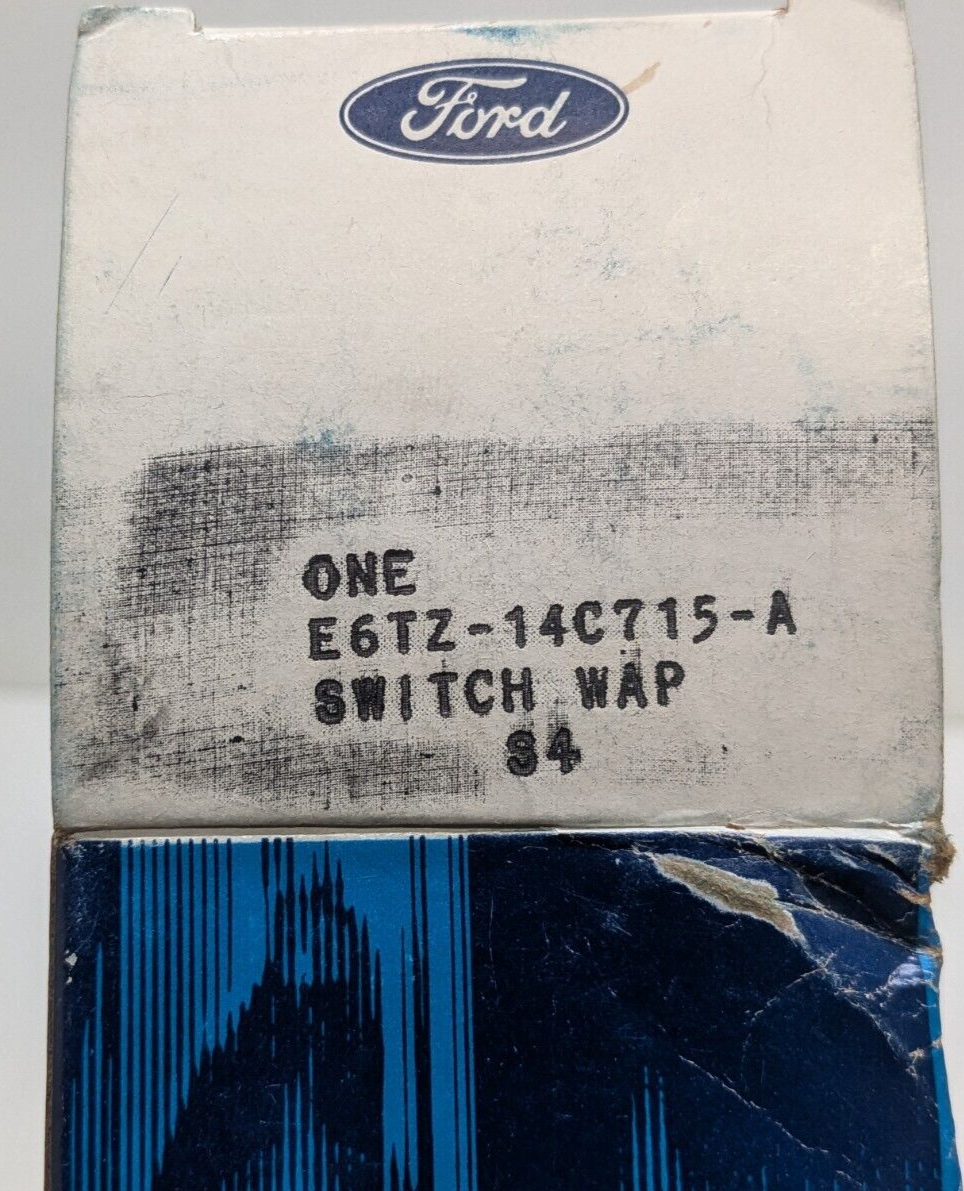 Ford
ONE
E6TZ-14C715-A
SWITCH WAP
S4